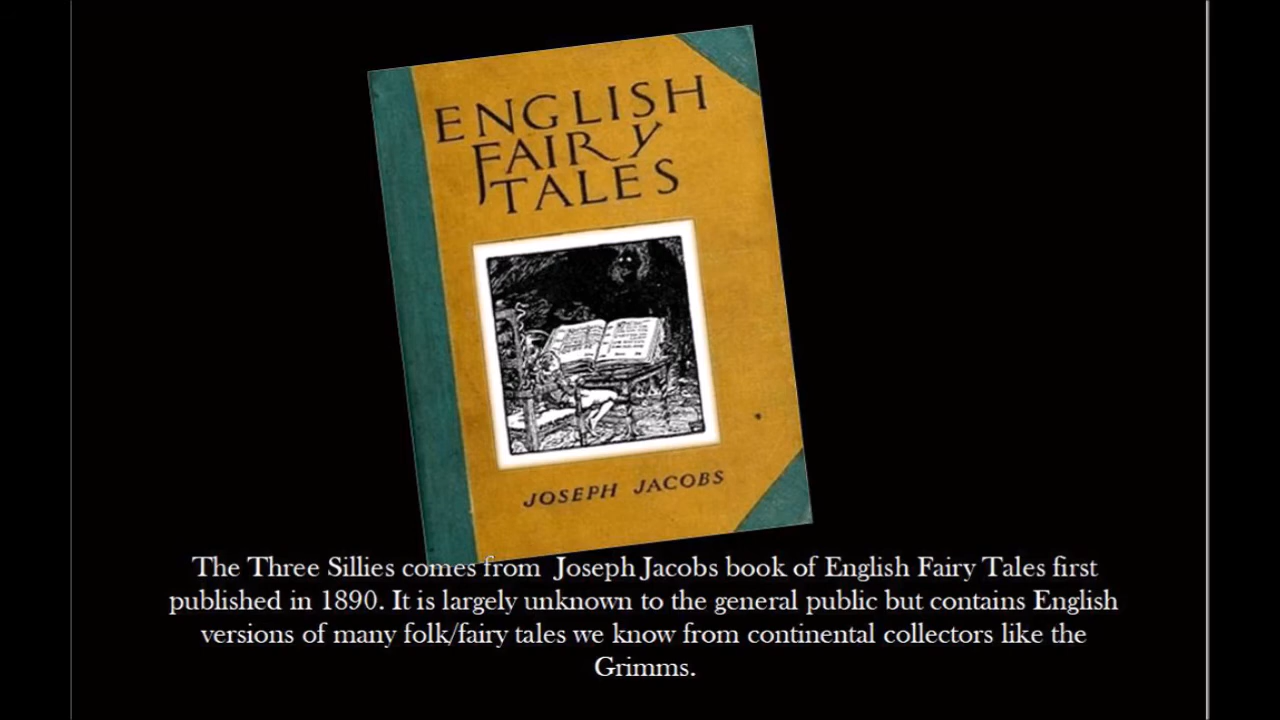 ENGLISH
FAIRY
TALES
JOSEPH JACOBS
The Three Sillies comes from Joseph Jacobs book of English Fairy Tales first
published in 1890. It is largely unknown to the general public but contains English
versions of many folk/fairy tales we know from continental collectors like the
Grimms.